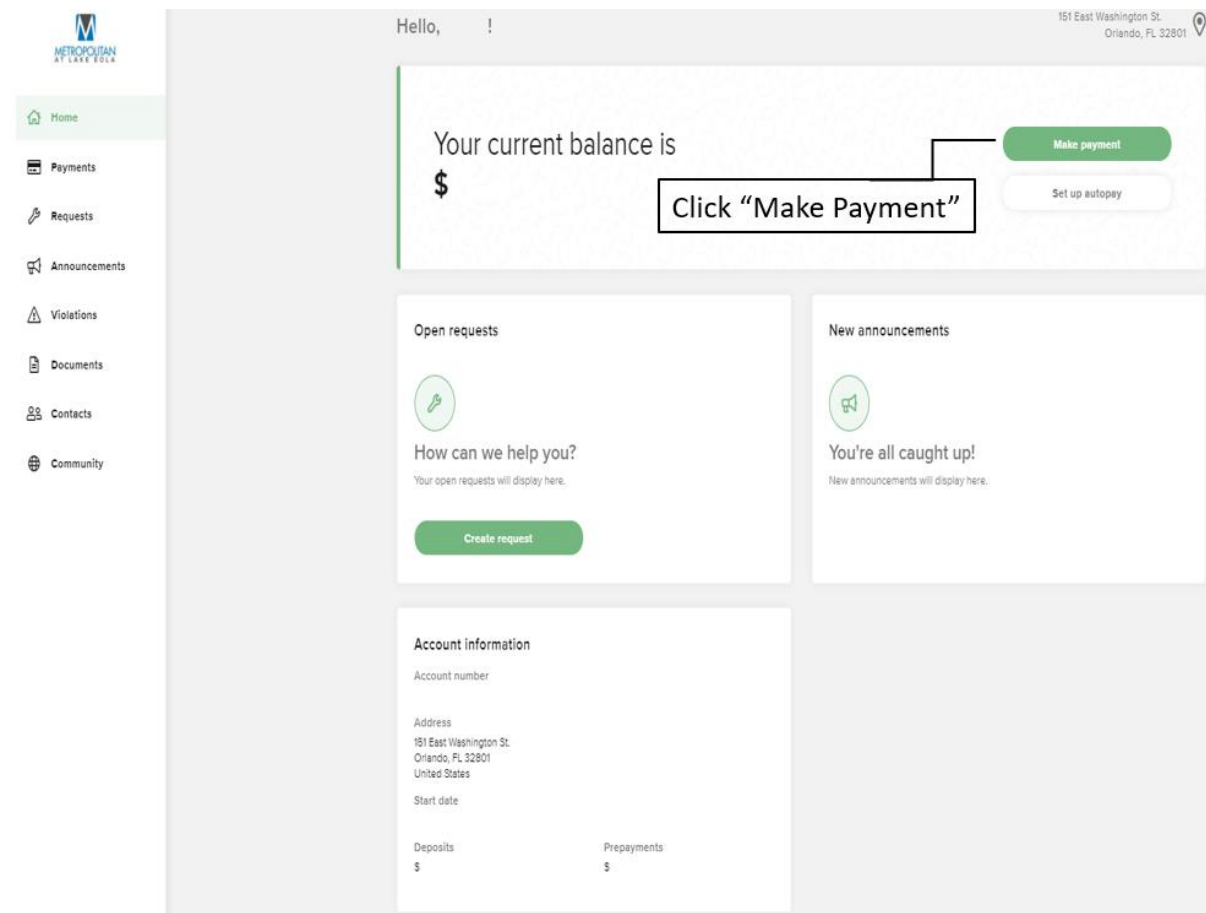 METROPOLITAN
AT LAKE EOLA
Home
Payments
Requests
Announcements
Violations
Documents
Contacts
Community
Hello, !
151 East Washington St.
Orlando, FL 32801
Your current balance is
$
Make payment
Set up autopay
Click “Make Payment”
Open requests
How can we help you?
Your open requests will display here.
Create request
New announcements
You're all caught up!
New announcements will display here.
Account information
Account number
Address
151 East Washington St.
Orlando, FL 32801
United States
Start date
Deposits
$
Prepayments
$